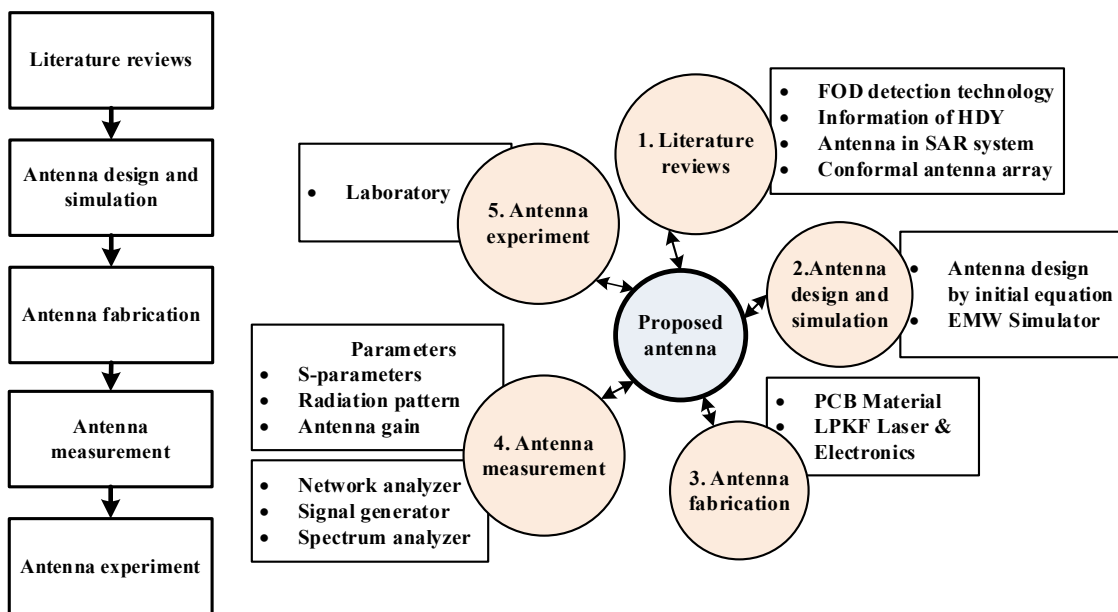 Literature reviews
Antenna design and
simulation
Antenna fabrication
Antenna
measurement
Antenna experiment
1. Literature
reviews
• FOD detection technology
• Information of HDY
• Antenna in SAR system
• Conformal antenna array
2.Antenna
design and
simulation
• Antenna design
by initial equation
• EMW Simulator
3. Antenna
fabrication
• PCB Material
• LPKF Laser &
Electronics
4. Antenna
measurement
Parameters
• S-parameters
• Radiation pattern
• Antenna gain
• Network analyzer
• Signal generator
• Spectrum analyzer
5. Antenna
experiment
• Laboratory
Proposed
antenna